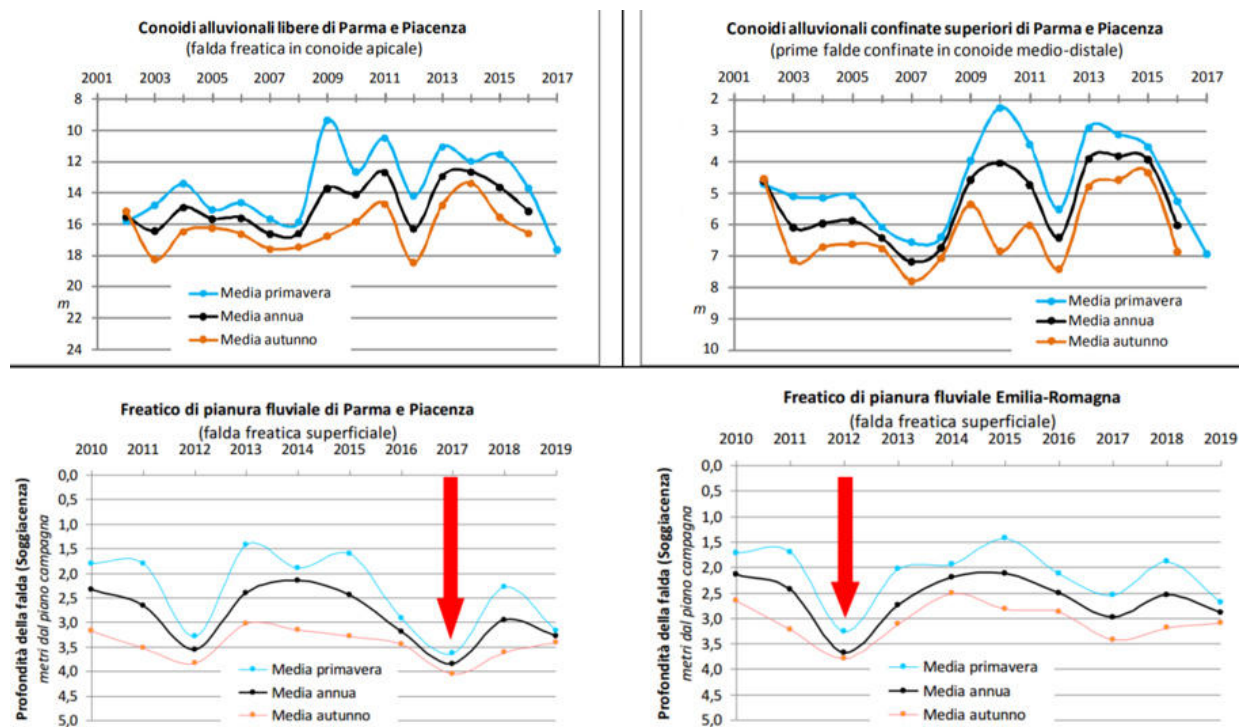 Conoidi alluvionali libere di Parma e Piacenza
(falda freatica in conoide apicale)
2001 2003 2005 2007 2009 2011 2013 2015 2017
8
10
12
14
16
18
20
22
24
m
Media primavera
Media annua
Media autunno
Conoidi alluvionali confinate superiori di Parma e Piacenza
(prime falde confinate in conoide medio-distale)
2001 2003 2005 2007 2009 2011 2013 2015 2017
2
3
4
5
6
7
8
9
10
m
Media primavera
Media annua
Media autunno
Freatico di pianura fluviale di Parma e Piacenza
(falda freatica superficiale)
2010 2011 2012 2013 2014 2015 2016 2017 2018 2019
Profondità della falda (Soggiacenza)
metri dal piano campagna
0,0
0,5
1,0
1,5
2,0
2,5
3,0
3,5
4,0
4,5
5,0
Media primavera
Media annua
Media autunno
Freatico di pianura fluviale Emilia-Romagna
(falda freatica superficiale)
2010 2011 2012 2013 2014 2015 2016 2017 2018 2019
Profondità della falda (Soggiacenza)
metri dal piano campagna
0,0
0,5
1,0
1,5
2,0
2,5
3,0
3,5
4,0
4,5
5,0
Media primavera
Media annua
Media autunno